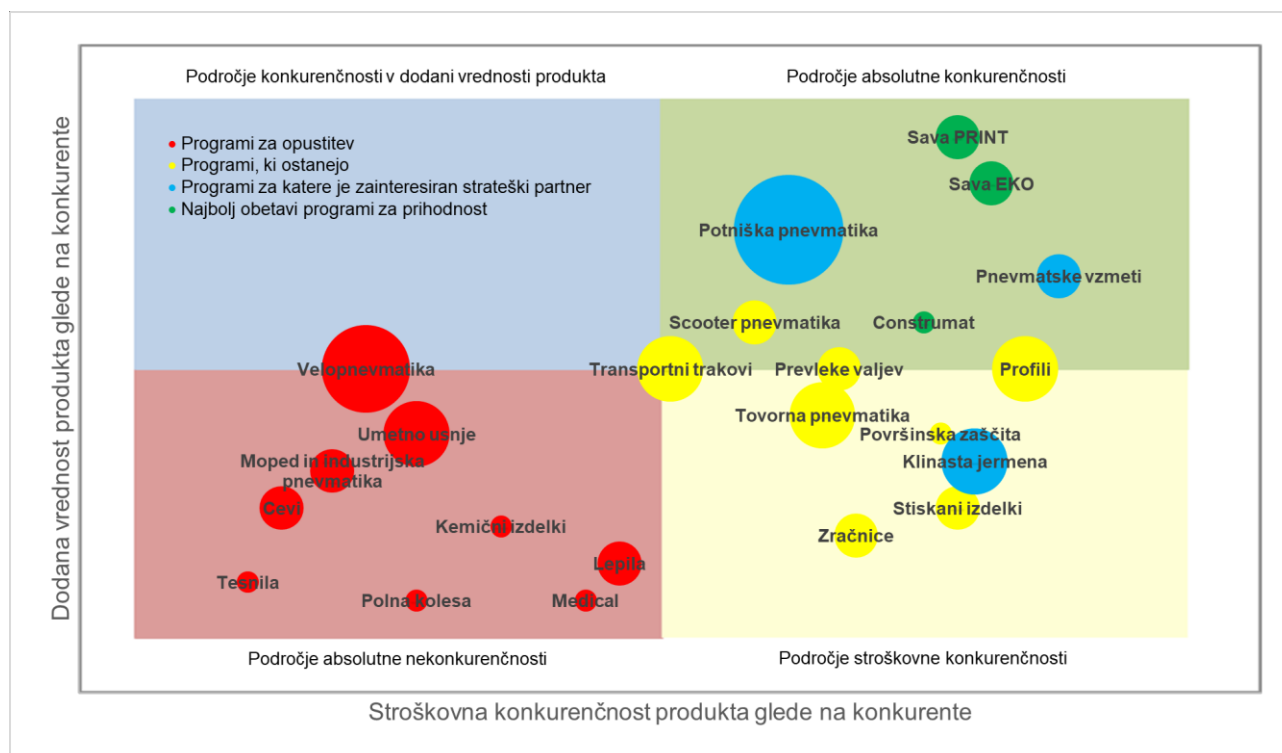 Področje konkurenčnosti v dodani vrednosti produkta
Področje absolutne konkurenčnosti
Dodana vrednost produkta glede na konkurente
Programi za opustitev
Programi, ki ostanejo
Programi za katere je zainteresiran strateški partner
Najbolj obetavi programi za prihodnost
Sava PRINT
Sava EKO
Potniška pnevmatika
Pnevmatske vzmeti
Scooter pnevmatika
Construmat
Velopnevmatika
Transportni trakovi
Prevleke valjev
Profili
Tovorna pnevmatika
Umetno usnje
Površinska zaščita
Moped in industrijska
pnevmatika
Klinasta jermena
Cevi
Stiskani izdelki
Kemični izdelki
Zračnice
Lepila
Tesnila
Polna kolesa
Medical
Področje absolutne nekonkurenčnosti
Področje stroškovne konkurenčnosti
Stroškovna konkurenčnost produkta glede na konkurente